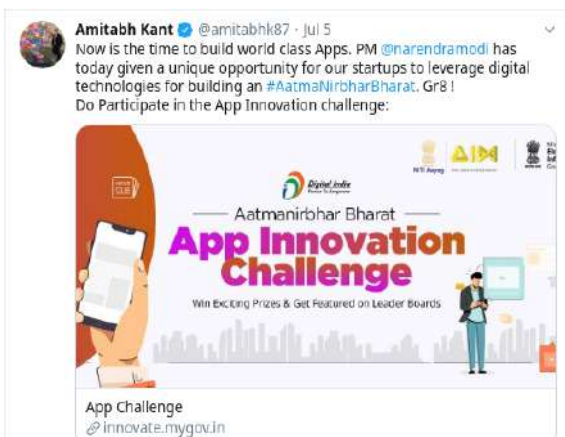 Amitabh Kant @amitabhk87 · Jul 5
Now is the time to build world class Apps. PM @narendramodi has
today given a unique opportunity for our startups to leverage digital
technologies for building an #AatmaNirbharBharat. Gr8 !
Do Participate in the App Innovation challenge:
NITI Aayog
AIM
Digital India
Aatmanirbhar Bharat
App Innovation
Challenge
Win Exciting Prizes & Get Featured on Leader Boards
App Challenge
innovate.mygov.in